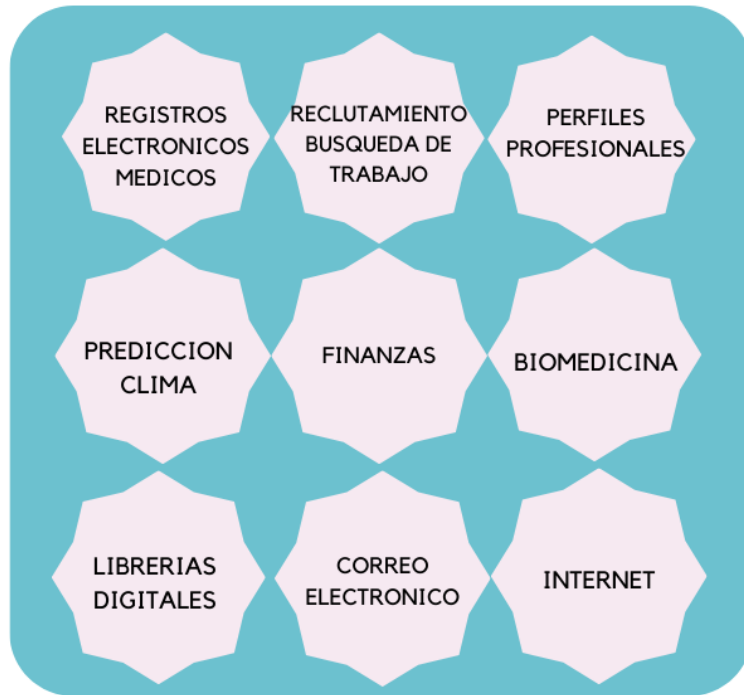 REGISTROS
ELECTRONICOS
MEDICOS
RECLUTAMIENTO
BUSQUEDA DE
TRABAJO
PERFILES
PROFESIONALES
PREDICCION
CLIMA
FINANZAS
BIOMEDICINA
LIBRERIAS
DIGITALES
CORREO
ELECTRONICO
INTERNET